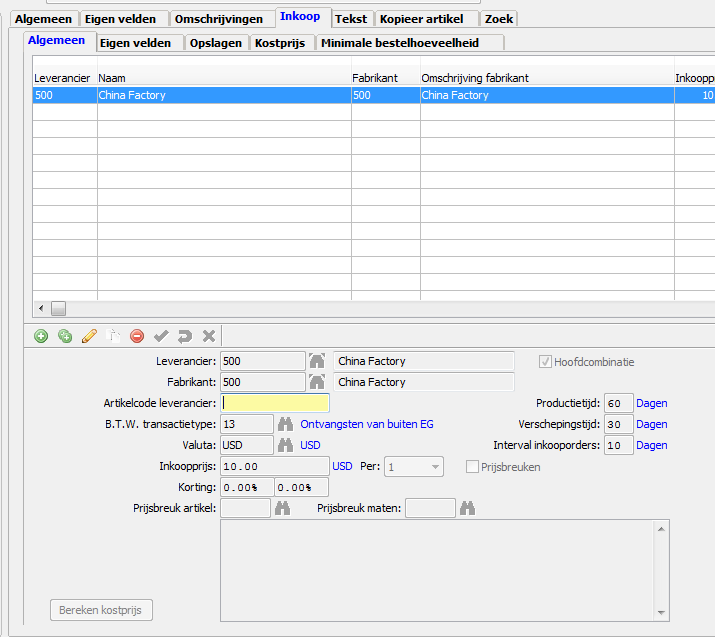 Algemeen Eigen velden Omschrijvingen Inkoop Tekst Kopieer artikel Zoek
Algemeen Eigen velden Opslagen Kostprijs Minimale bestelhoeveelheid
Leverancier Naam Fabrikant Omschrijving fabrikant Inkooppr
500 China Factory 500 China Factory 10
Leverancier: 500 China Factory Hoofdcombinatie
Fabrikant: 500 China Factory
Artikelcode leverancier: Productietijd: 60 Dagen
B.T.W. transactietype: 13 Ontvangsten van buiten EG Verschepingstijd: 30 Dagen
Valuta: USD USD Interval inkooporders: 10 Dagen
Inkoopprijs: 10.00 USD Per: 1 Prijsbreuken
Korting: 0.00% 0.00%
Prijsbreuk artikel: Prijsbreuk maten:
Bereken kostprijs